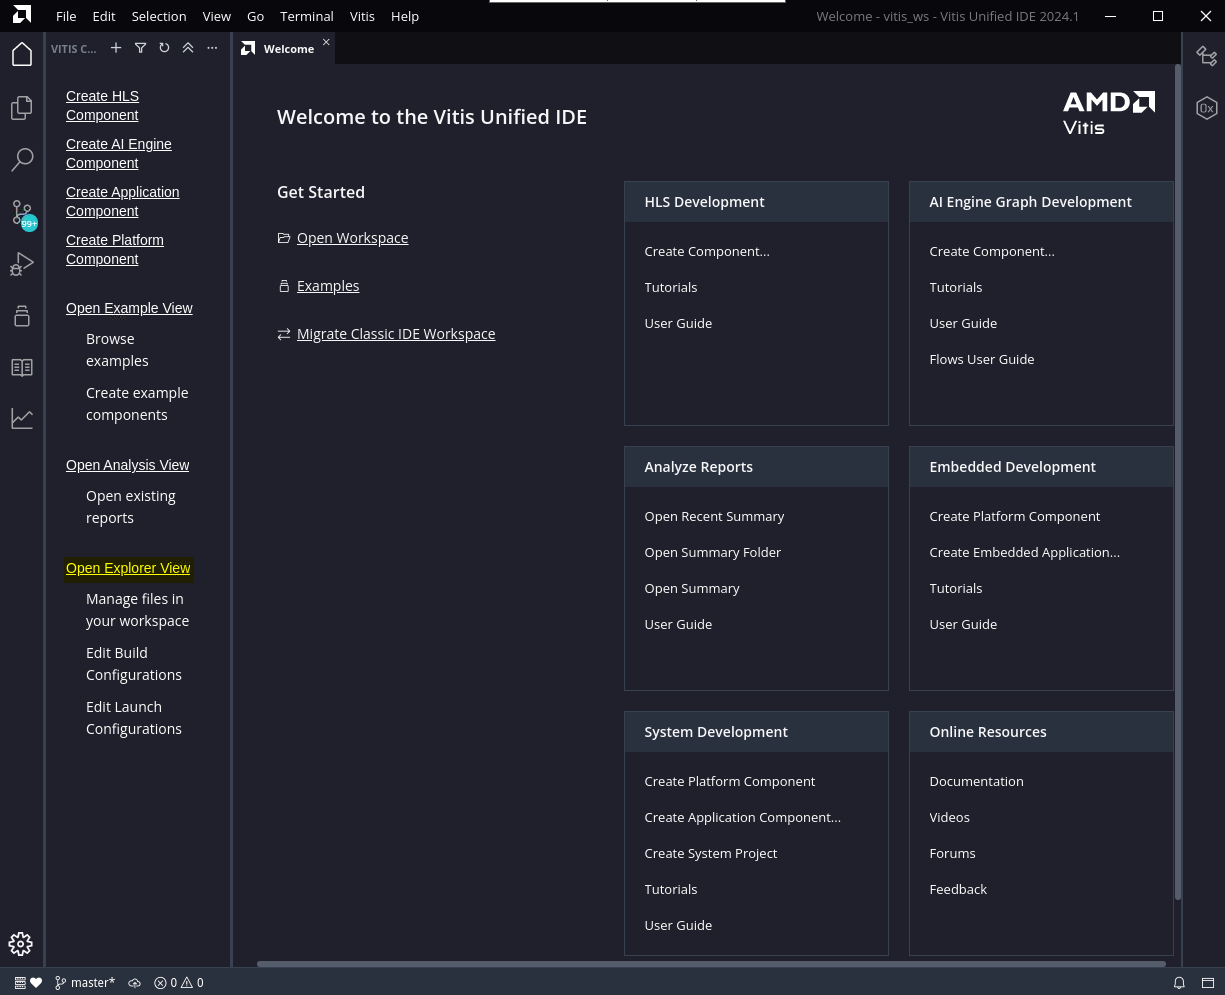 File Edit Selection View Go Terminal Vitis Help
Welcome - vitis_ws - Vitis Unified IDE 2024.1
VITIS C...
Welcome
Create HLS
Component
Create AI Engine
Component
Create Application
Component
Create Platform
Component
Open Example View
Browse
examples
Create example
components
Open Analysis View
Open existing
reports
Open Explorer View
Manage files in
your workspace
Edit Build
Configurations
Edit Launch
Configurations
99+
Welcome to the Vitis Unified IDE
AMD
Vitis
Get Started
Open Workspace
Examples
Migrate Classic IDE Workspace
HLS Development
Create Component...
Tutorials
User Guide
AI Engine Graph Development
Create Component...
Tutorials
User Guide
Flows User Guide
Analyze Reports
Open Recent Summary
Open Summary Folder
Open Summary
User Guide
Embedded Development
Create Platform Component
Create Embedded Application...
Tutorials
User Guide
System Development
Create Platform Component
Create Application Component...
Create System Project
Tutorials
User Guide
Online Resources
Documentation
Videos
Forums
Feedback
0x
master* 0 0